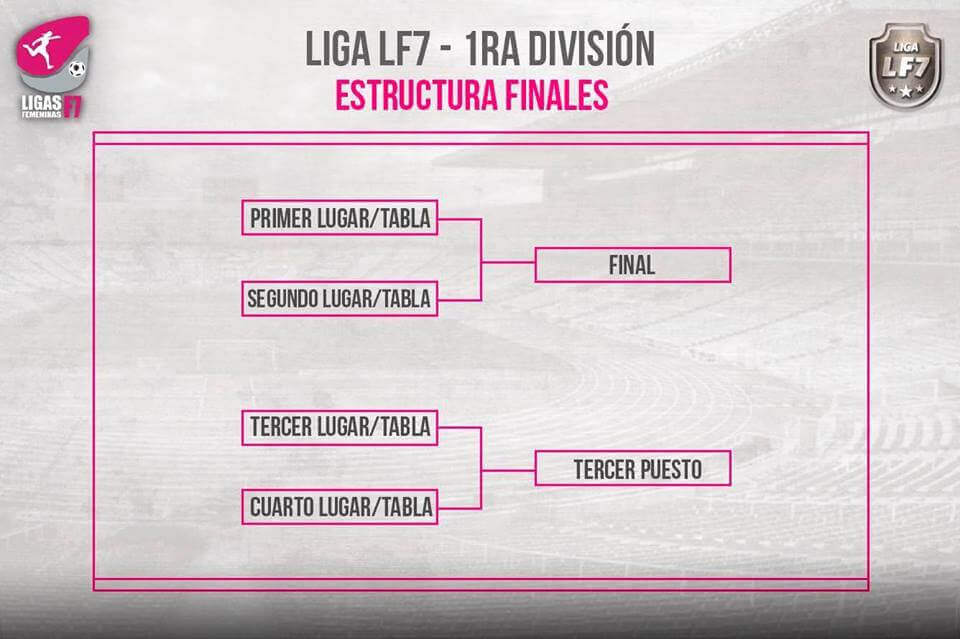 LIGAS F7
FEMENINAS
LIGA LF7 - 1RA DIVISIÓN
ESTRUCTURA FINALES
LIGA
LF7
PRIMER LUGAR/TABLA
SEGUNDO LUGAR/TABLA
FINAL
TERCER LUGAR/TABLA
CUARTO LUGAR/TABLA
TERCER PUESTO